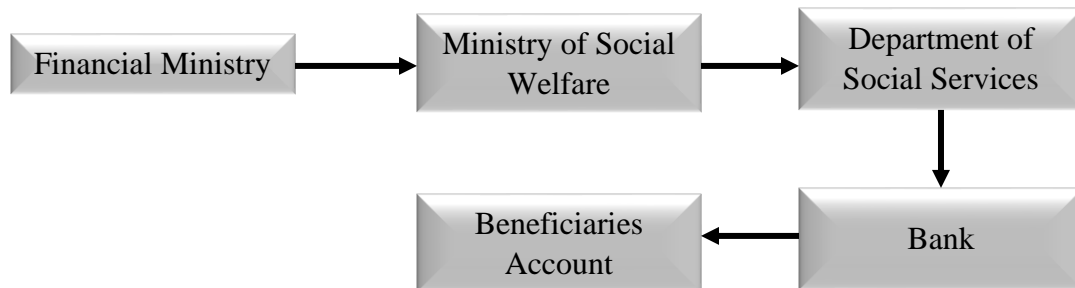 Financial Ministry
Ministry of Social
Welfare
Department of
Social Services
Bank
Beneficiaries
Account